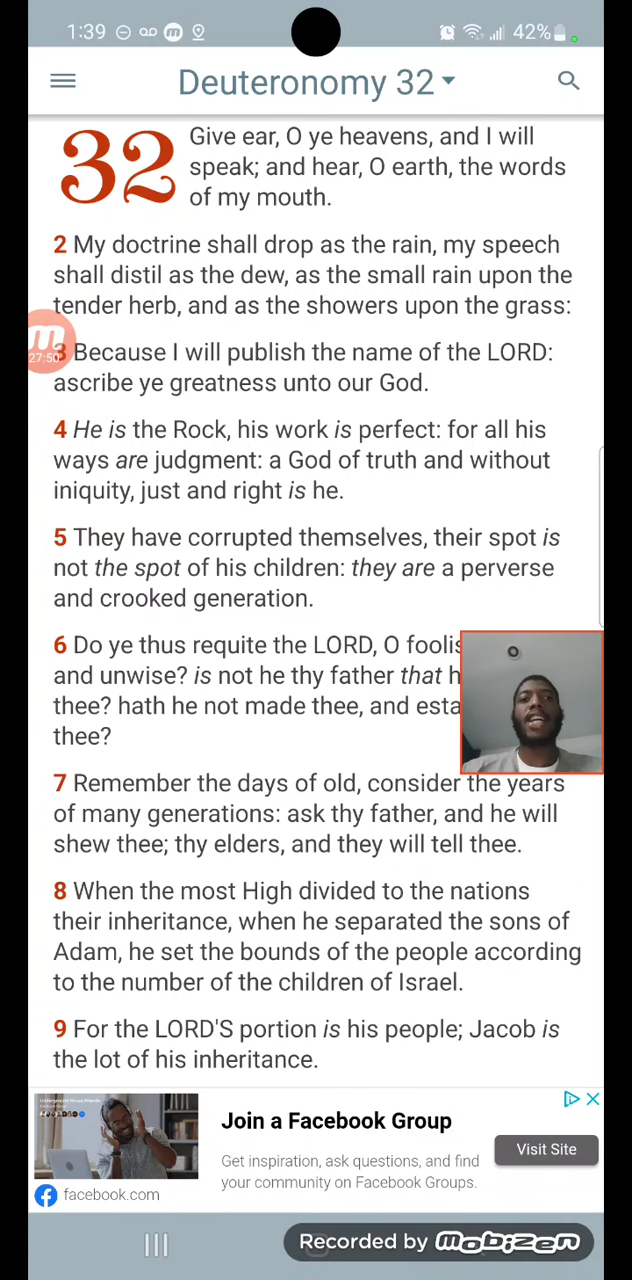 1:39
42%
Deuteronomy 32
32 Give ear, O ye heavens, and I will
speak; and hear, O earth, the words
of my mouth.
2 My doctrine shall drop as the rain, my speech
shall distil as the dew, as the small rain upon the
tender herb, and as the showers upon the grass:
3 Because I will publish the name of the LORD:
27:50
ascribe ye greatness unto our God.
4 He is the Rock, his work is perfect: for all his
ways are judgment: a God of truth and without
iniquity, just and right is he.
5 They have corrupted themselves, their spot is
not the spot of his children: they are a perverse
and crooked generation.
6 Do ye thus requite the LORD, O foolis
and unwise? is not he thy father that h
thee? hath he not made thee, and esta
thee?
7 Remember the days of old, consider the years
of many generations: ask thy father, and he will
shew thee; thy elders, and they will tell thee.
8 When the most High divided to the nations
their inheritance, when he separated the sons of
Adam, he set the bounds of the people according
to the number of the children of Israel.
9 For the LORD'S portion is his people; Jacob is
the lot of his inheritance.
Join a Facebook Group
Get inspiration, ask questions, and find
your community on Facebook Groups.
Visit Site
facebook.com
Recorded by mobizen